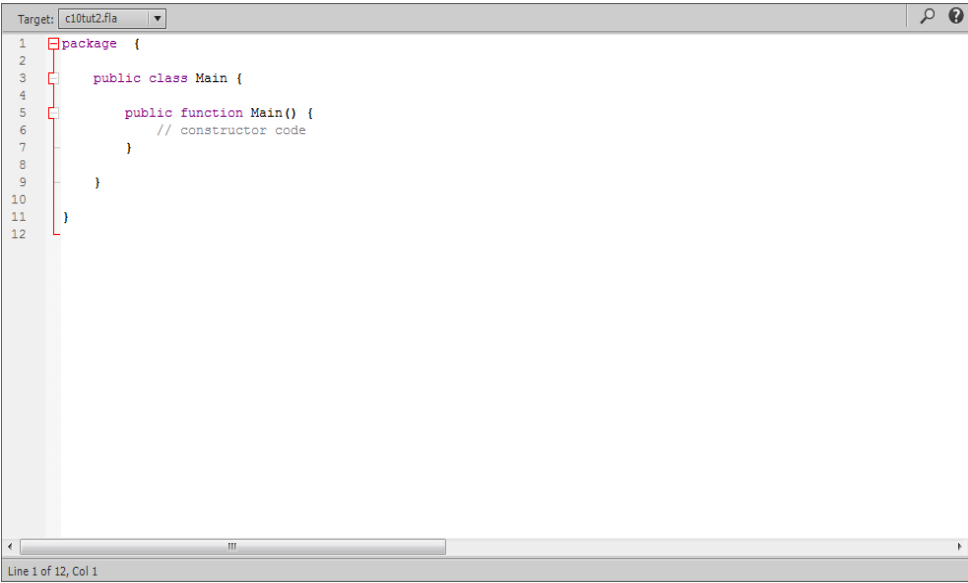 Target: c10tut2.fla
1 package  {
2
3     public class Main {
4
5         public function Main() {
6             // constructor code
7         }
8
9     }
10
11 }
12
Line 1 of 12, Col 1